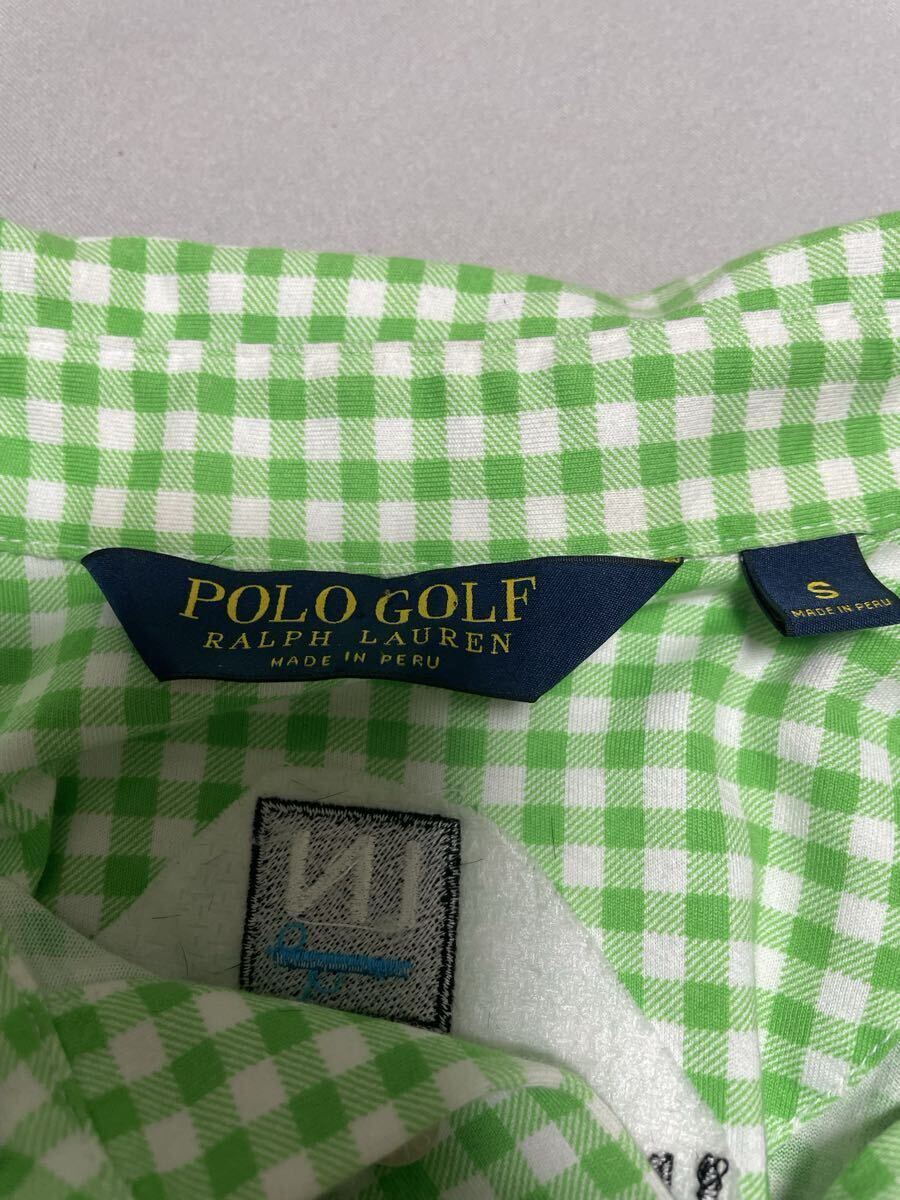 POLO GOLF
RALPH LAUREN
MADE IN PERU
S
MADE IN PERU